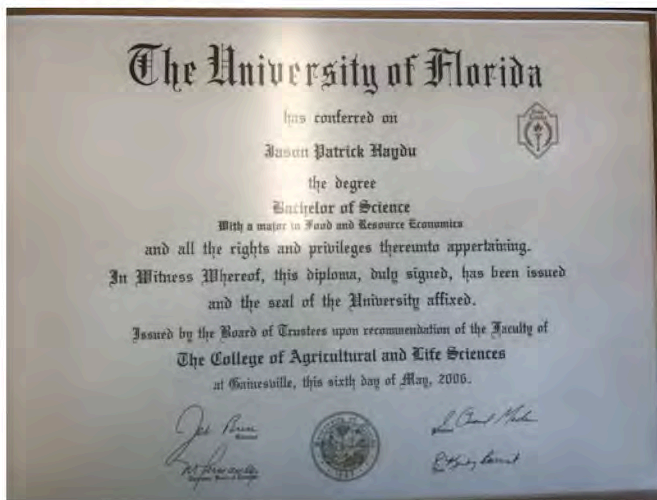 The University of Florida
has conferred on
Jason Patrick Haydu
the degree
Bachelor of Science
With a major in Food and Resource Economics
and all the rights and privileges thereunto appertaining.
In Witness Whereof, this diploma, duly signed, has been issued
and the seal of the University affixed.
Issued by the Board of Trustees upon recommendation of the Faculty of
The College of Agricultural and Life Sciences
at Gainesville, this sixth day of May, 2006.